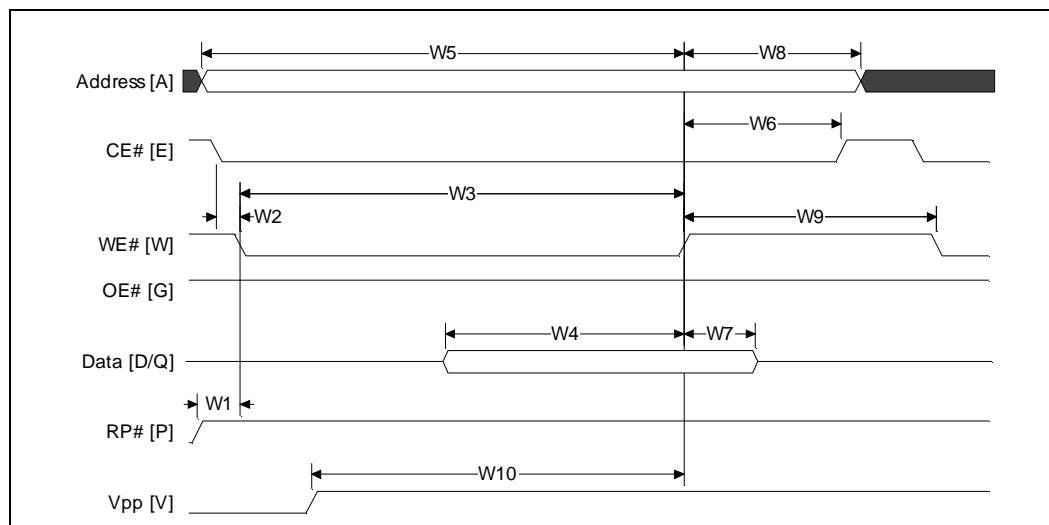 W5
W8
Address [A]
W6
CE# [E]
W3
W2
W9
WE# [W]
OE# [G]
W4
W7
Data [D/Q]
W1
RP# [P]
W10
Vpp [V]